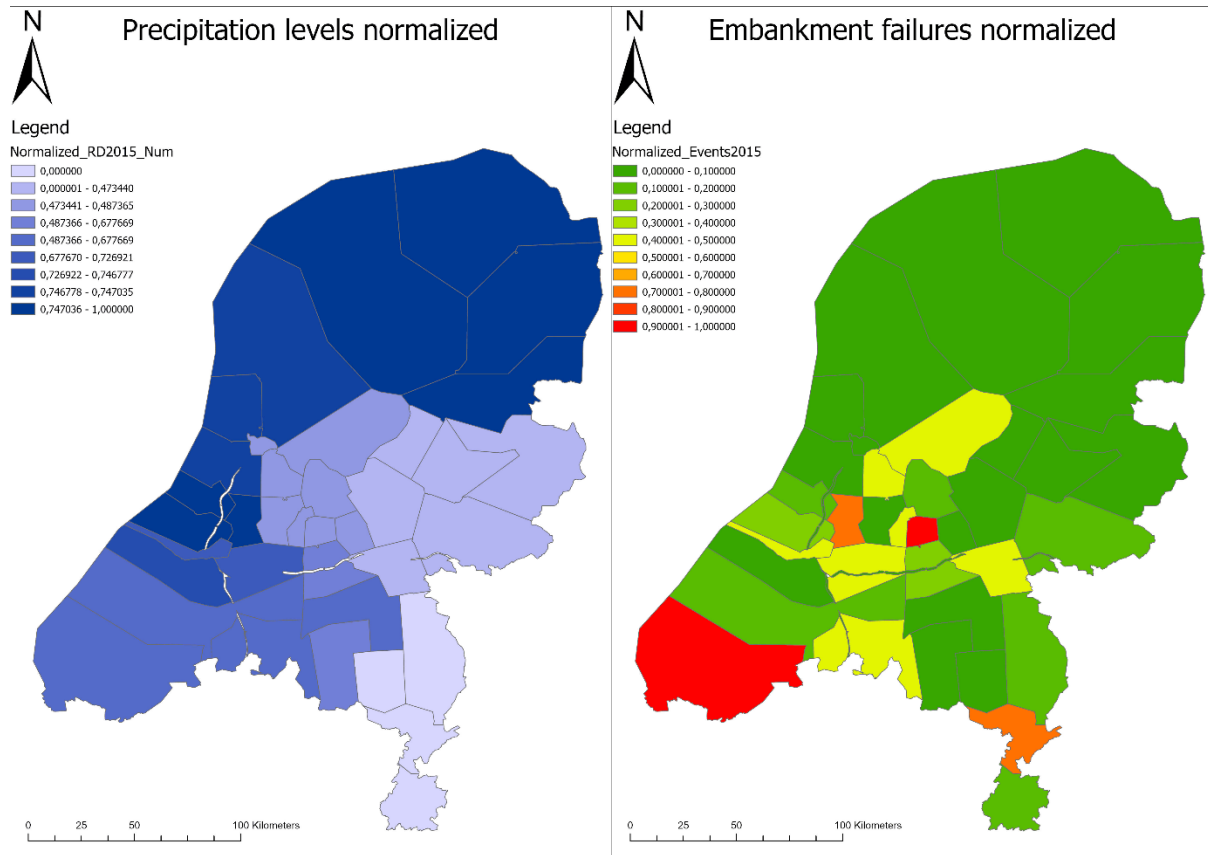 N
Precipitation levels normalized
Legend
Normalized_RD2015_Num
0,000000
0,000001 - 0,473440
0,473441 - 0,487365
0,487366 - 0,677669
0,487366 - 0,677669
0,677670 - 0,726921
0,726922 - 0,746777
0,746778 - 0,747035
0,747036 - 1,000000
0 25 50 100 Kilometers
N
Embankment failures normalized
Legend
Normalized_Events2015
0,000000 - 0,100000
0,100001 - 0,200000
0,200001 - 0,300000
0,300001 - 0,400000
0,400001 - 0,500000
0,500001 - 0,600000
0,600001 - 0,700000
0,700001 - 0,800000
0,800001 - 0,900000
0,900001 - 1,000000
0 25 50 100 Kilometers